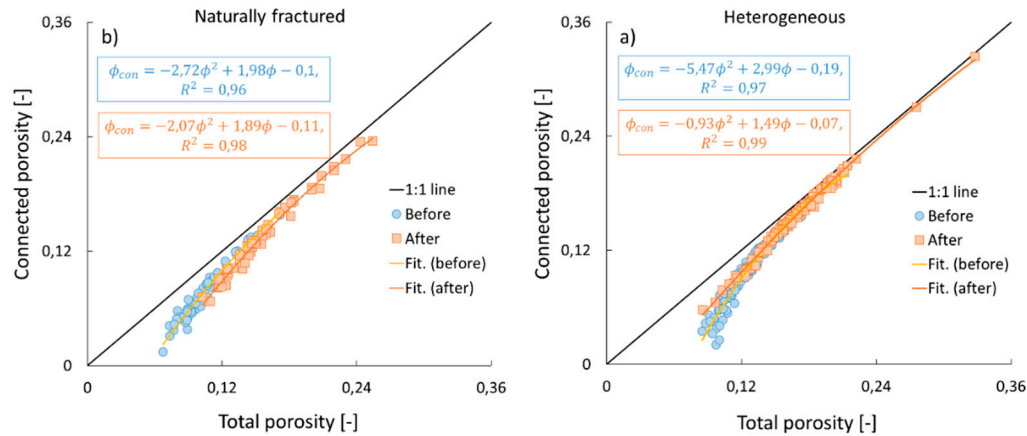 Naturally fractured
b)
0,36
0,24
0,12
0
Connected porosity [-]
ϕ_con = −2,72ϕ² + 1,98ϕ − 0,1,
R² = 0,96
ϕ_con = −2,07ϕ² + 1,89ϕ − 0,11,
R² = 0,98
1:1 line
Before
After
Fit. (before)
Fit. (after)
0 0,12 0,24 0,36
Total porosity [-]
Heterogeneous
a)
0,36
0,24
0,12
0
Connected porosity [-]
ϕ_con = −5,47ϕ² + 2,99ϕ − 0,19,
R² = 0,97
ϕ_con = −0,93ϕ² + 1,49ϕ − 0,07,
R² = 0,99
1:1 line
Before
After
Fit. (before)
Fit. (after)
0 0,12 0,24 0,36
Total porosity [-]